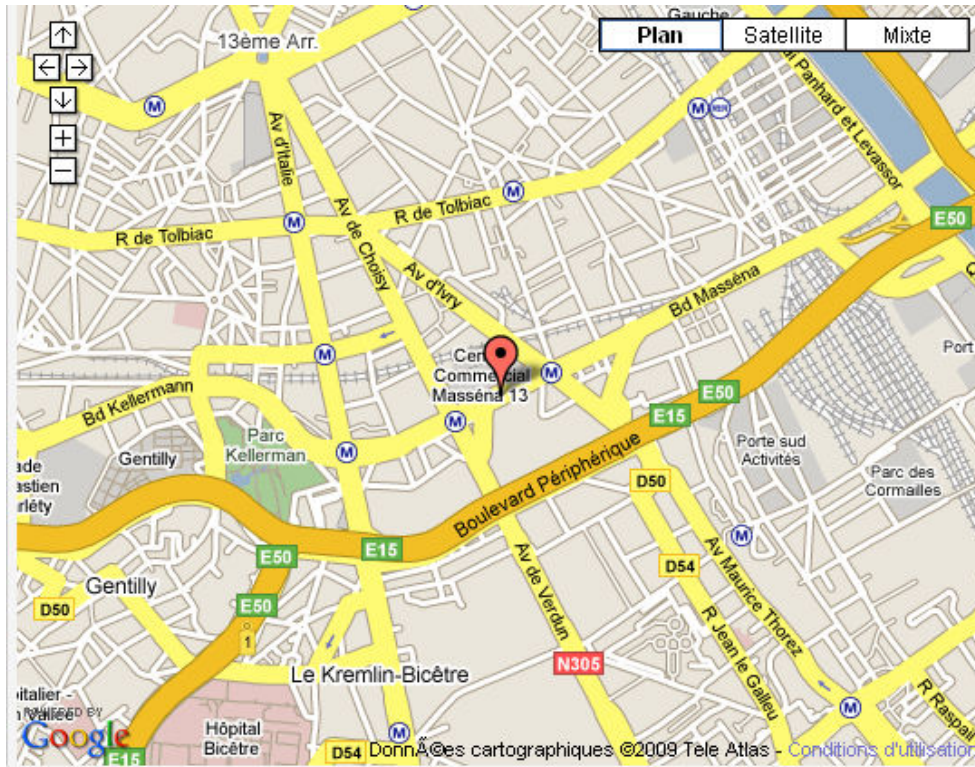 Gauche
Plan
Satellite
Mixte
13ème Arr.
M
M
RER
Panhard et Levassor
Av d'Italie
M
M
R de Tolbiac
R de Tolbiac
E50
Av de Choisy
Av d'Ivry
Bd Masséna
M
Commercial
Masséna 13
M
Port
Bd Kellermann
E50
E15
M
Parc
Kellerman
M
Gentilly
Boulevard Périphérique
Porte sud
Activités
Parc des
Cormailles
D50
E15
E50
M
Gentilly
D54
Av de Verdun
Av Maurice Thorez
D50
E50
1
R Jean le Galleu
Le Kremlin-Bicêtre
N305
M
R Raspail
POWERED BY
Google
Hôpital
Bicêtre
M
E15
D54
DonnÃ©es cartographiques ©2009 Tele Atlas - Conditions d'utilisation